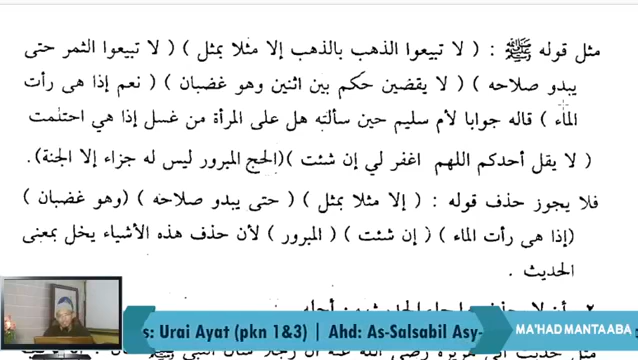 مثل قوله ﷺ : ( لا تبيعوا الذهب بالذهب إلا مثلا بمثل ) ( لا تبيعوا الثمر حتى
يبدو صلاحه ) ( لا يقضين حكم بين اثنين وهو غضبان ) ( نعم إذا هى رأت
الماء ) قاله جوابا لأم سليم حين سألته هل على المرأة من غسل إذا هي احتلمت
( لا يقل أحدكم اللهم اغفر لي إن شئت )(الحج المبرور ليس له جزاء إلا الجنة).
فلا يجوز حذف قوله : ( إلا مثلا بمثل ) ( حتى يبدو صلاحه ) (وهو غضبان )
(إذا هى رأت الماء ) ( إن شئت ) ( المبرور ) لأن حذف هذه الأشياء يخل بمعنى
الحديث .
s: Urai Ayat (pkn 1&3) | Ahd: As-Salsabil Asy-
MA'HAD MANTAABA